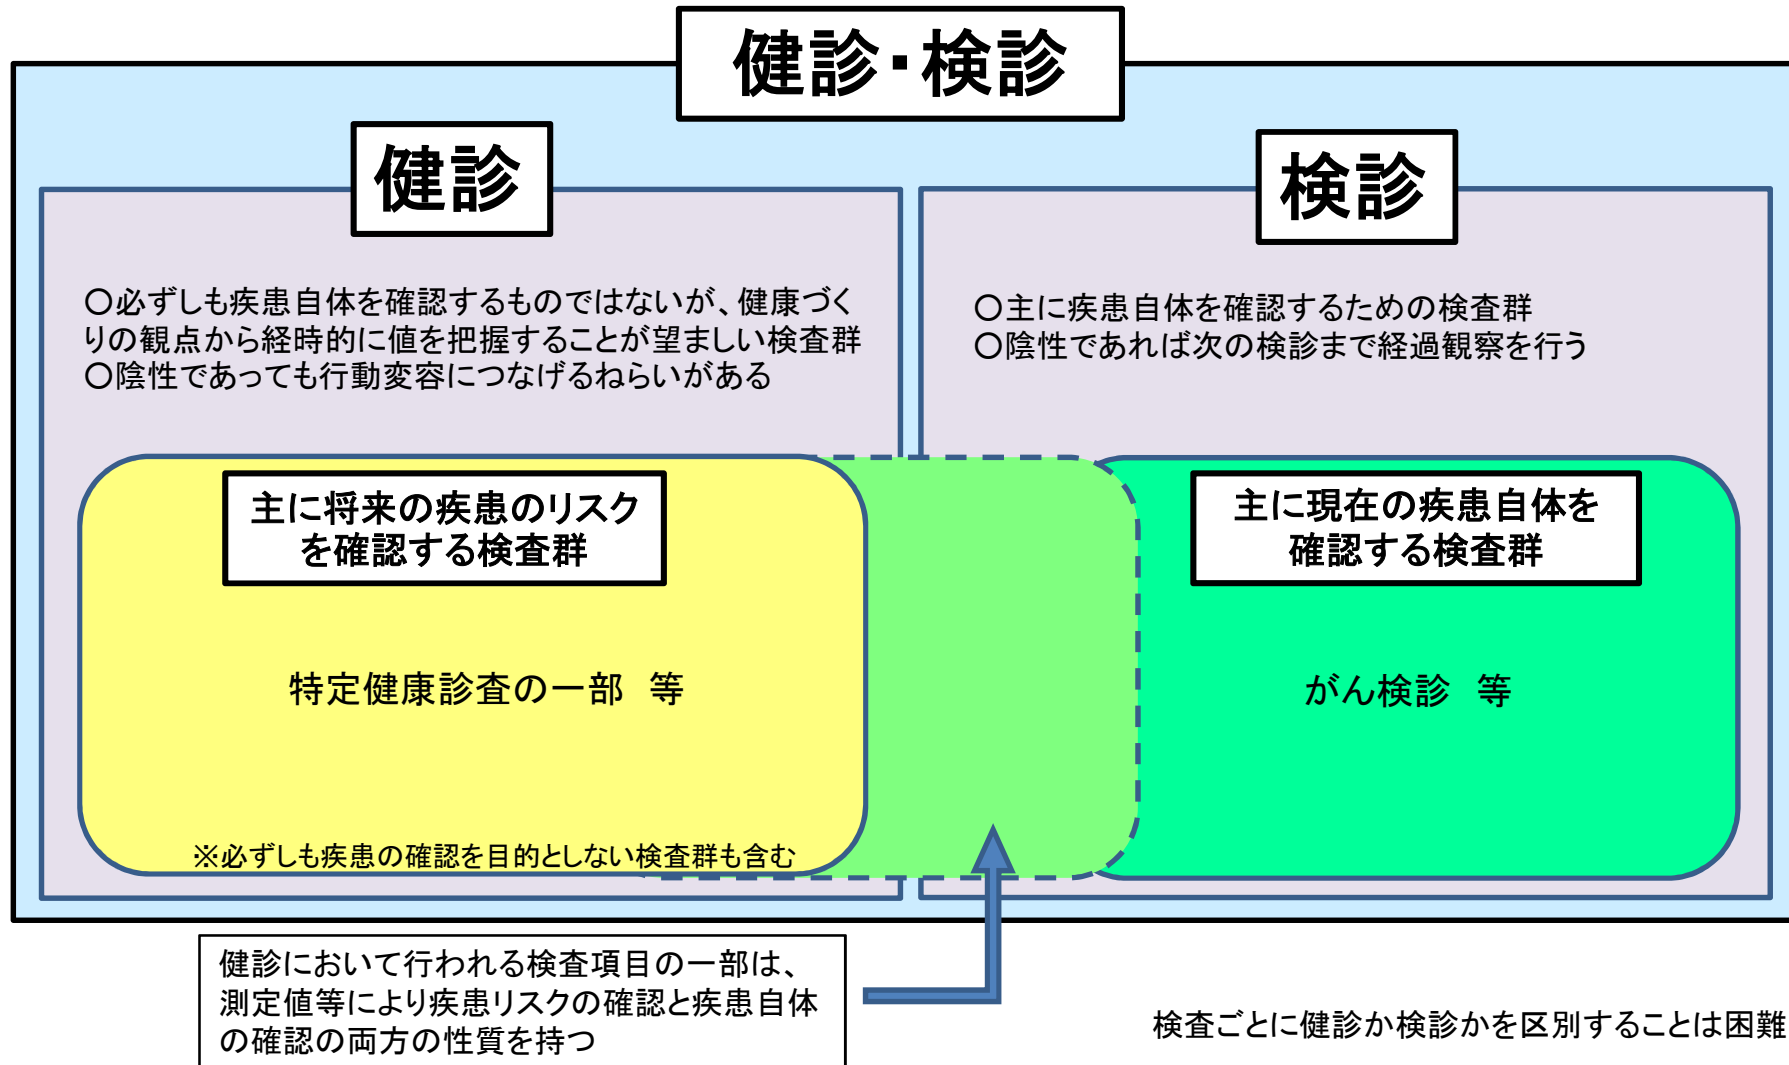 健診・検診
健診
検診
○必ずしも疾患自体を確認するものではないが、健康づく
りの観点から経時的に値を把握することが望ましい検査群
○陰性であっても行動変容につなげるねらいがある
○主に疾患自体を確認するための検査群
○陰性であれば次の検診まで経過観察を行う
主に将来の疾患のリスク
を確認する検査群
主に現在の疾患自体を
確認する検査群
特定健康診査の一部　等
がん検診　等
※必ずしも疾患の確認を目的としない検査群も含む
健診において行われる検査項目の一部は、
測定値等により疾患リスクの確認と疾患自体
の確認の両方の性質を持つ
検査ごとに健診か検診かを区別することは困難